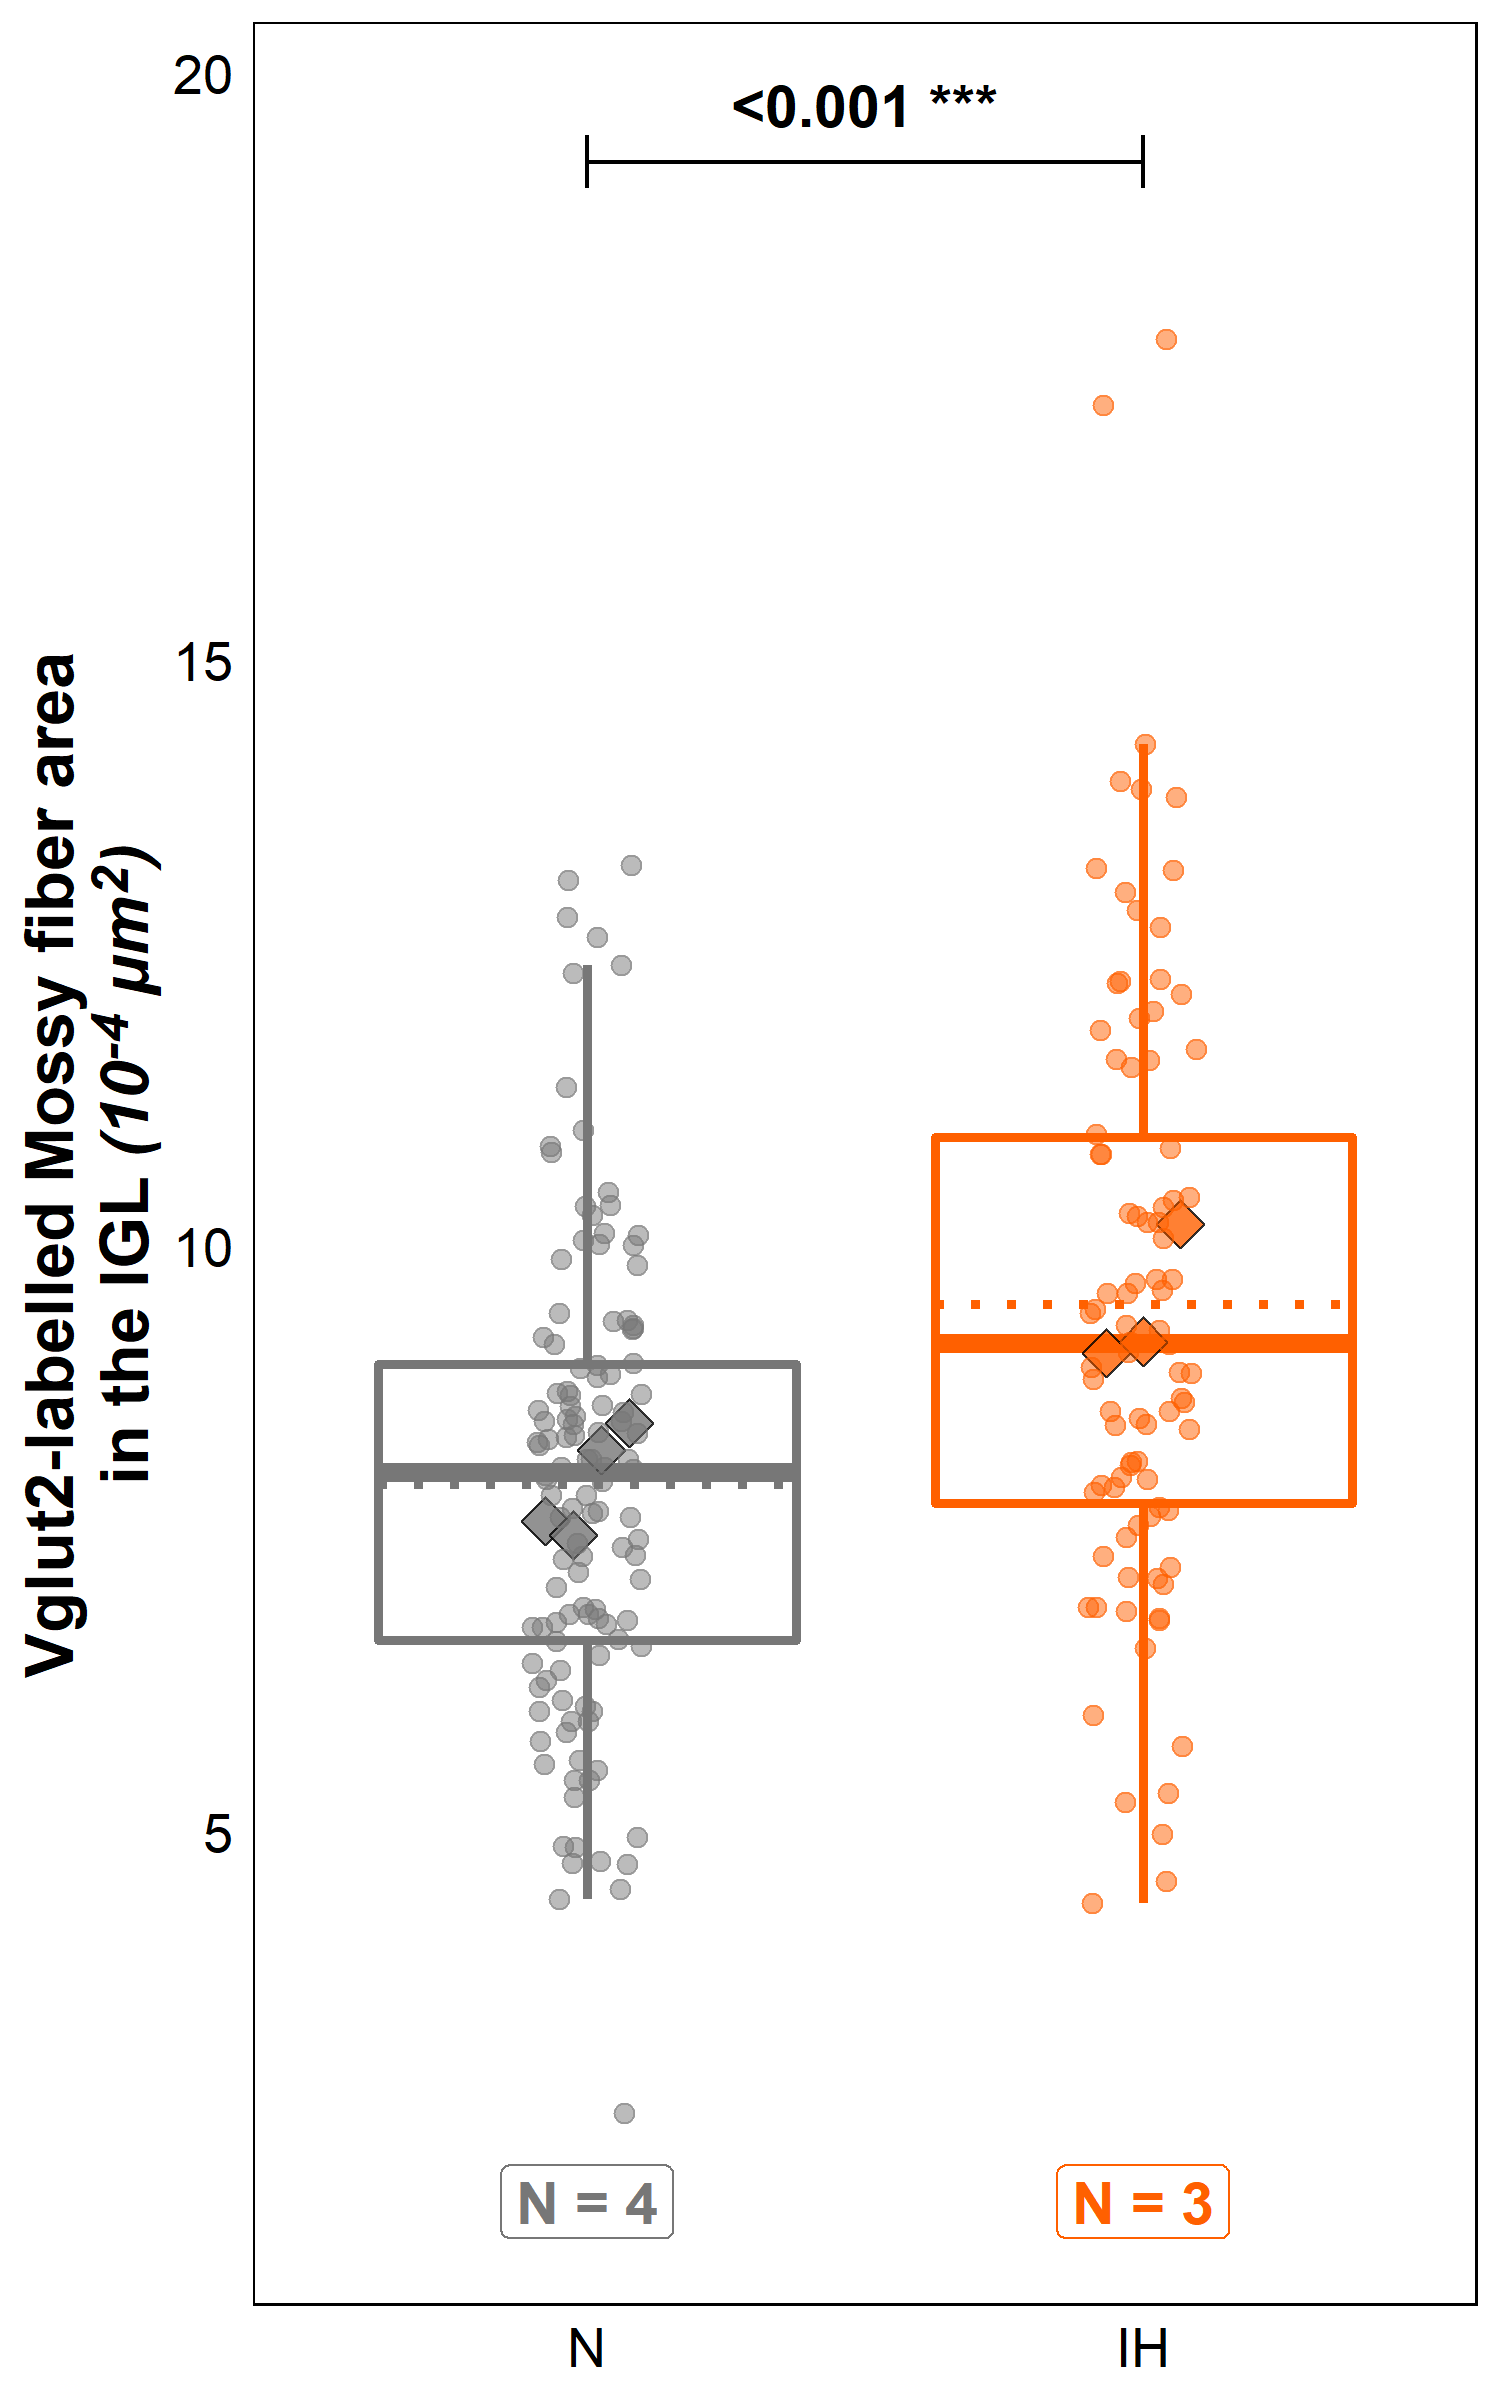 Vglut2-labelled Mossy fiber area
in the IGL (10⁻⁴ µm²)
20
15
10
5
<0.001 ***
N = 4
N = 3
N
IH